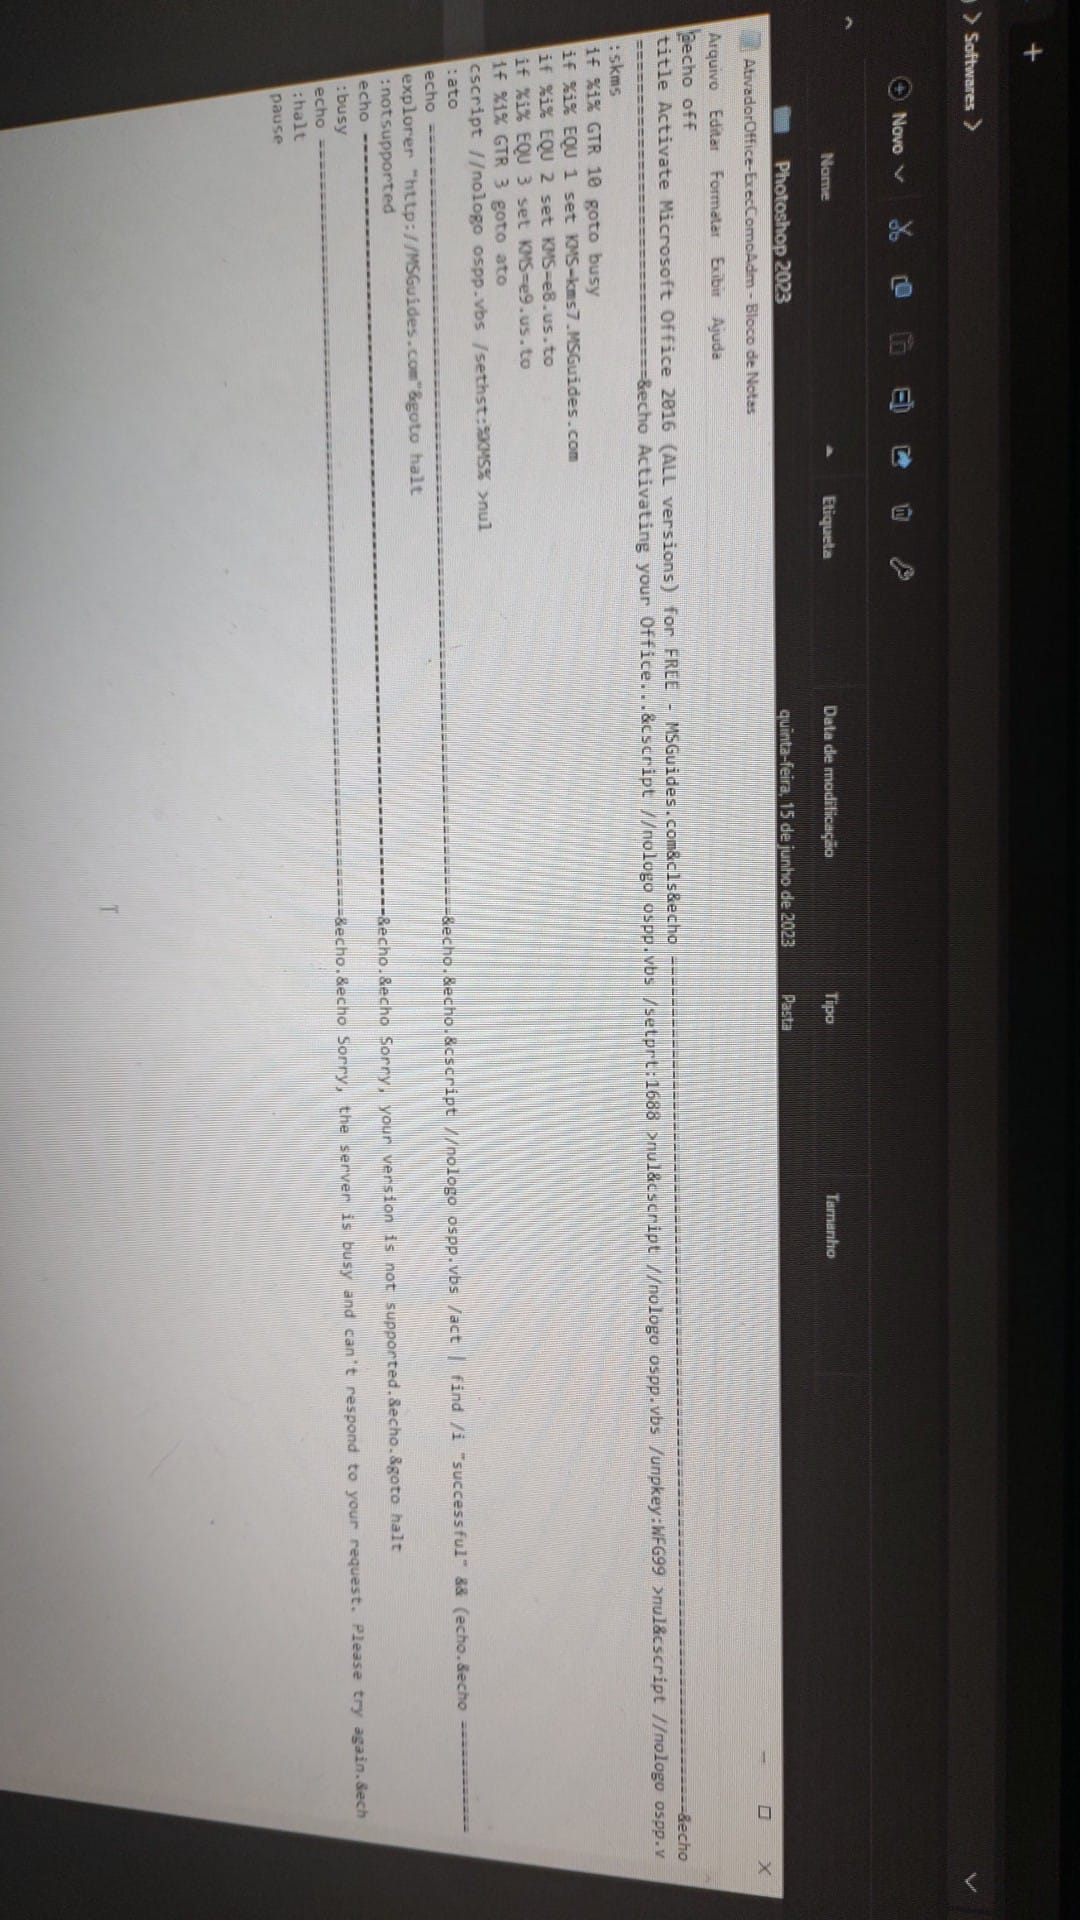 Softwares
Novo
Nome Etiqueta Data de modificação Tipo Tamanho
Photoshop 2023 quinta-feira, 15 de junho de 2023 Pasta
AtivadorOffice-ExecComoAdm - Bloco de Notas
Arquivo Editar Formatar Exibir Ajuda
@echo off
title Activate Microsoft Office 2016 (ALL versions) for FREE - MSGuides.com&cls&echo =====================================================================================&echo
================================&echo Activating your Office...&cscript //nologo ospp.vbs /setprt:1688 >nul&cscript //nologo ospp.vbs /unpkey:WFG99 >nul&cscript //nologo ospp.v
:skms
if %i% GTR 10 goto busy
if %i% EQU 1 set KMS=kms7.MSGuides.com
if %i% EQU 2 set KMS=e8.us.to
if %i% EQU 3 set KMS=e9.us.to
if %i% GTR 3 goto ato
cscript //nologo ospp.vbs /sethst:%KMS% >nul
:ato
echo ============================================================================&echo.&echo.&cscript //nologo ospp.vbs /act | find /i "successful" && (echo.&echo ============
explorer "http://MSGuides.com"&goto halt
:notsupported
echo ============================================================================&echo.&echo Sorry, your version is not supported.&echo.&goto halt
:busy
echo ============================================================================&echo.&echo Sorry, the server is busy and can't respond to your request. Please try again.&ech
:halt
pause